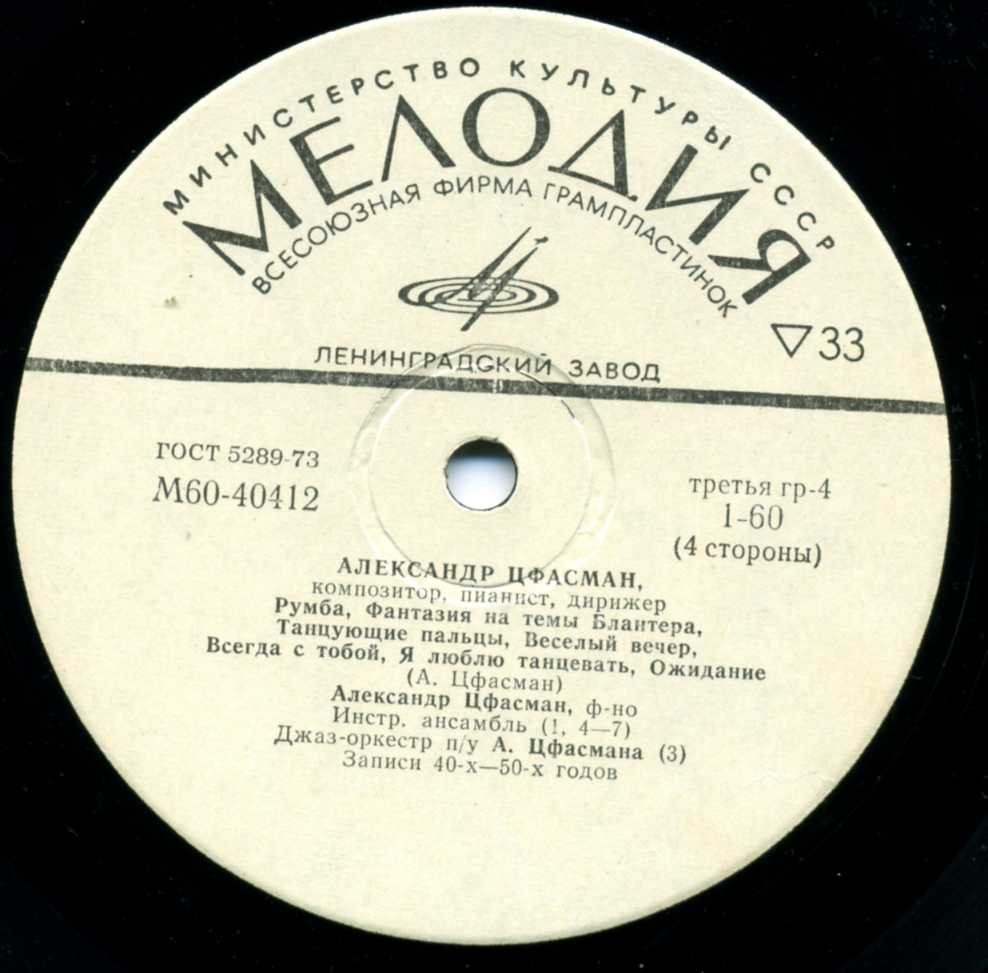 МИНИСТЕРСТВО КУЛЬТУРЫ СССР
МЕЛОДИЯ
ВСЕСОЮЗНАЯ ФИРМА ГРАМПЛАСТИНОК
▽33
ЛЕНИНГРАДСКИЙ ЗАВОД
ГОСТ 5289-73
М60-40412
третья гр-4
1-60
(4 стороны)
АЛЕКСАНДР ЦФАСМАН,
композитор, пианист, дирижер
Румба, Фантазия на темы Блантера,
Танцующие пальцы, Веселый вечер,
Всегда с тобой, Я люблю танцевать, Ожидание
(А. Цфасман)
Александр Цфасман, ф-но
Инстр. ансамбль (1, 4—7)
Джаз-оркестр п/у А. Цфасмана (3)
Записи 40-х—50-х годов